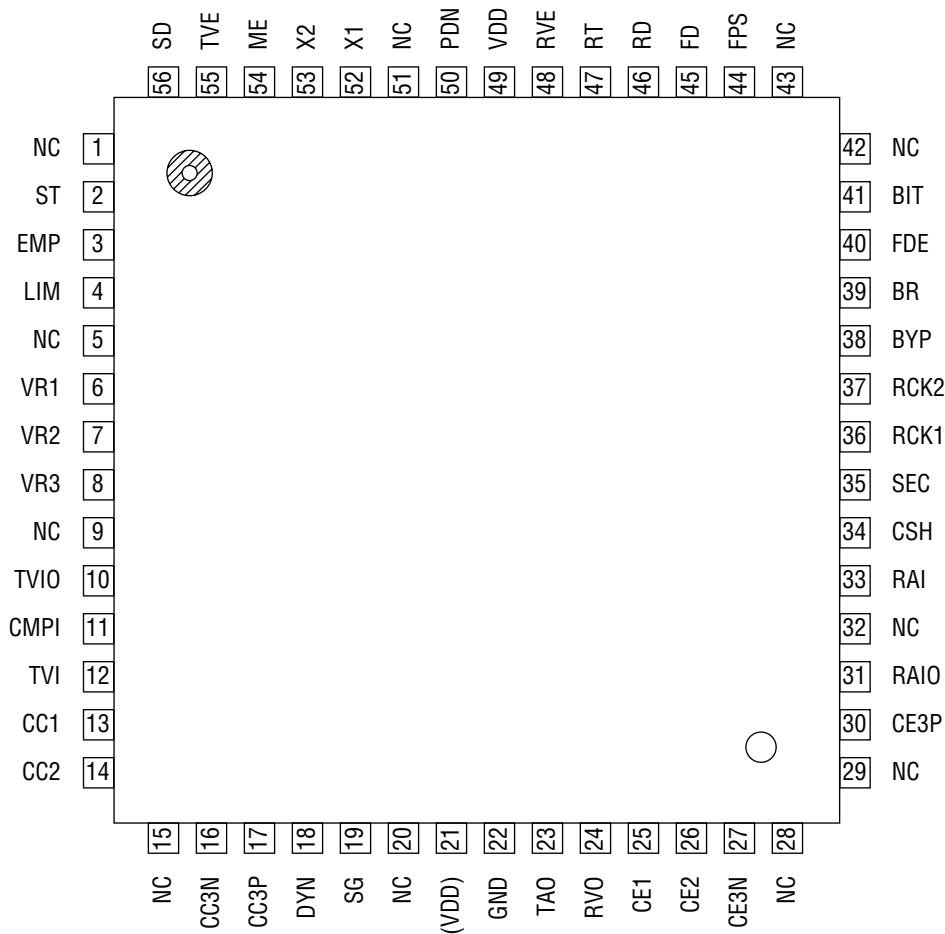 SD TVE ME X2 X1 NC PDN VDD RVE RT RD FD FPS NC
56 55 54 53 52 51 50 49 48 47 46 45 44 43
NC 1 42 NC
ST 2 41 BIT
EMP 3 40 FDE
LIM 4 39 BR
NC 5 38 BYP
VR1 6 37 RCK2
VR2 7 36 RCK1
VR3 8 35 SEC
NC 9 34 CSH
TVIO 10 33 RAI
CMPI 11 32 NC
TVI 12 31 RAIO
CC1 13 30 CE3P
CC2 14 29 NC
15 16 17 18 19 20 21 22 23 24 25 26 27 28
NC CC3N CC3P DYN SG NC (VDD) GND TAO RVO CE1 CE2 CE3N NC